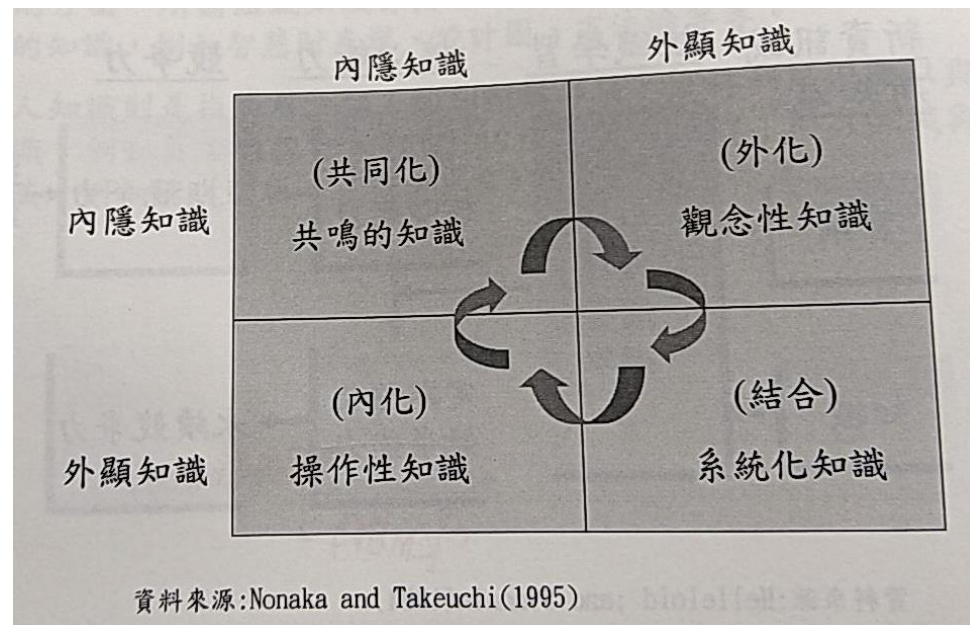 內隱知識 外顯知識
(共同化) (外化)
內隱知識 共鳴的知識 觀念性知識
(內化) (結合)
外顯知識 操作性知識 系統化知識
資料來源:Nonaka and Takeuchi(1995)